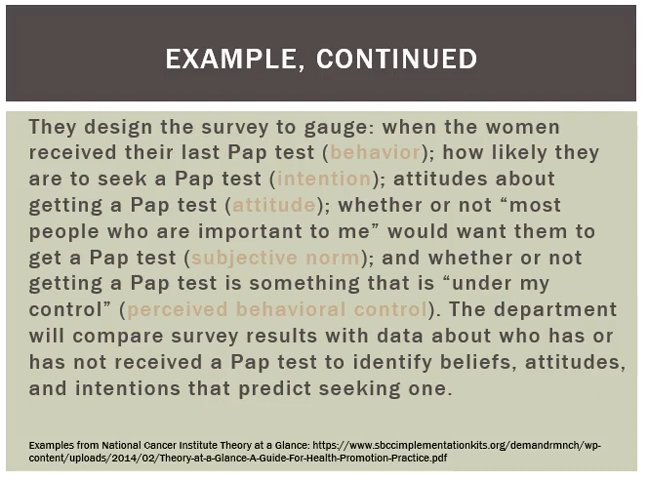 EXAMPLE, CONTINUED
They design the survey to gauge: when the women
received their last Pap test (behavior); how likely they
are to seek a Pap test (intention); attitudes about
getting a Pap test (attitude); whether or not “most
people who are important to me” would want them to
get a Pap test (subjective norm); and whether or not
getting a Pap test is something that is “under my
control” (perceived behavioral control). The department
will compare survey results with data about who has or
has not received a Pap test to identify beliefs, attitudes,
and intentions that predict seeking one.
Examples from National Cancer Institute Theory at a Glance: https://www.sbccimplementationkits.org/demandrmnch/wp-
content/uploads/2014/02/Theory-at-a-Glance-A-Guide-For-Health-Promotion-Practice.pdf